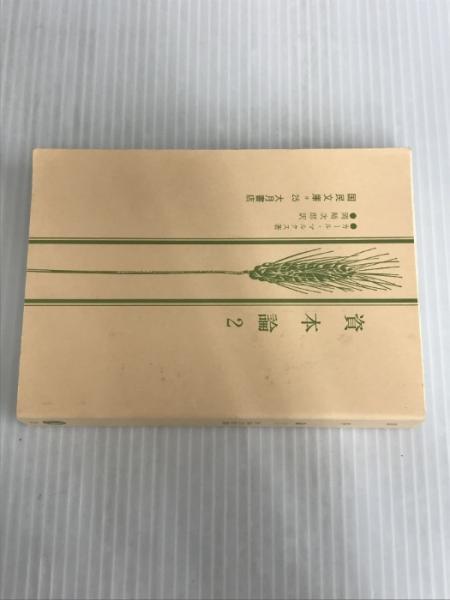 資本論 2
●カール・マルクス著
●岡崎次郎訳
国民文庫=25 大月書店